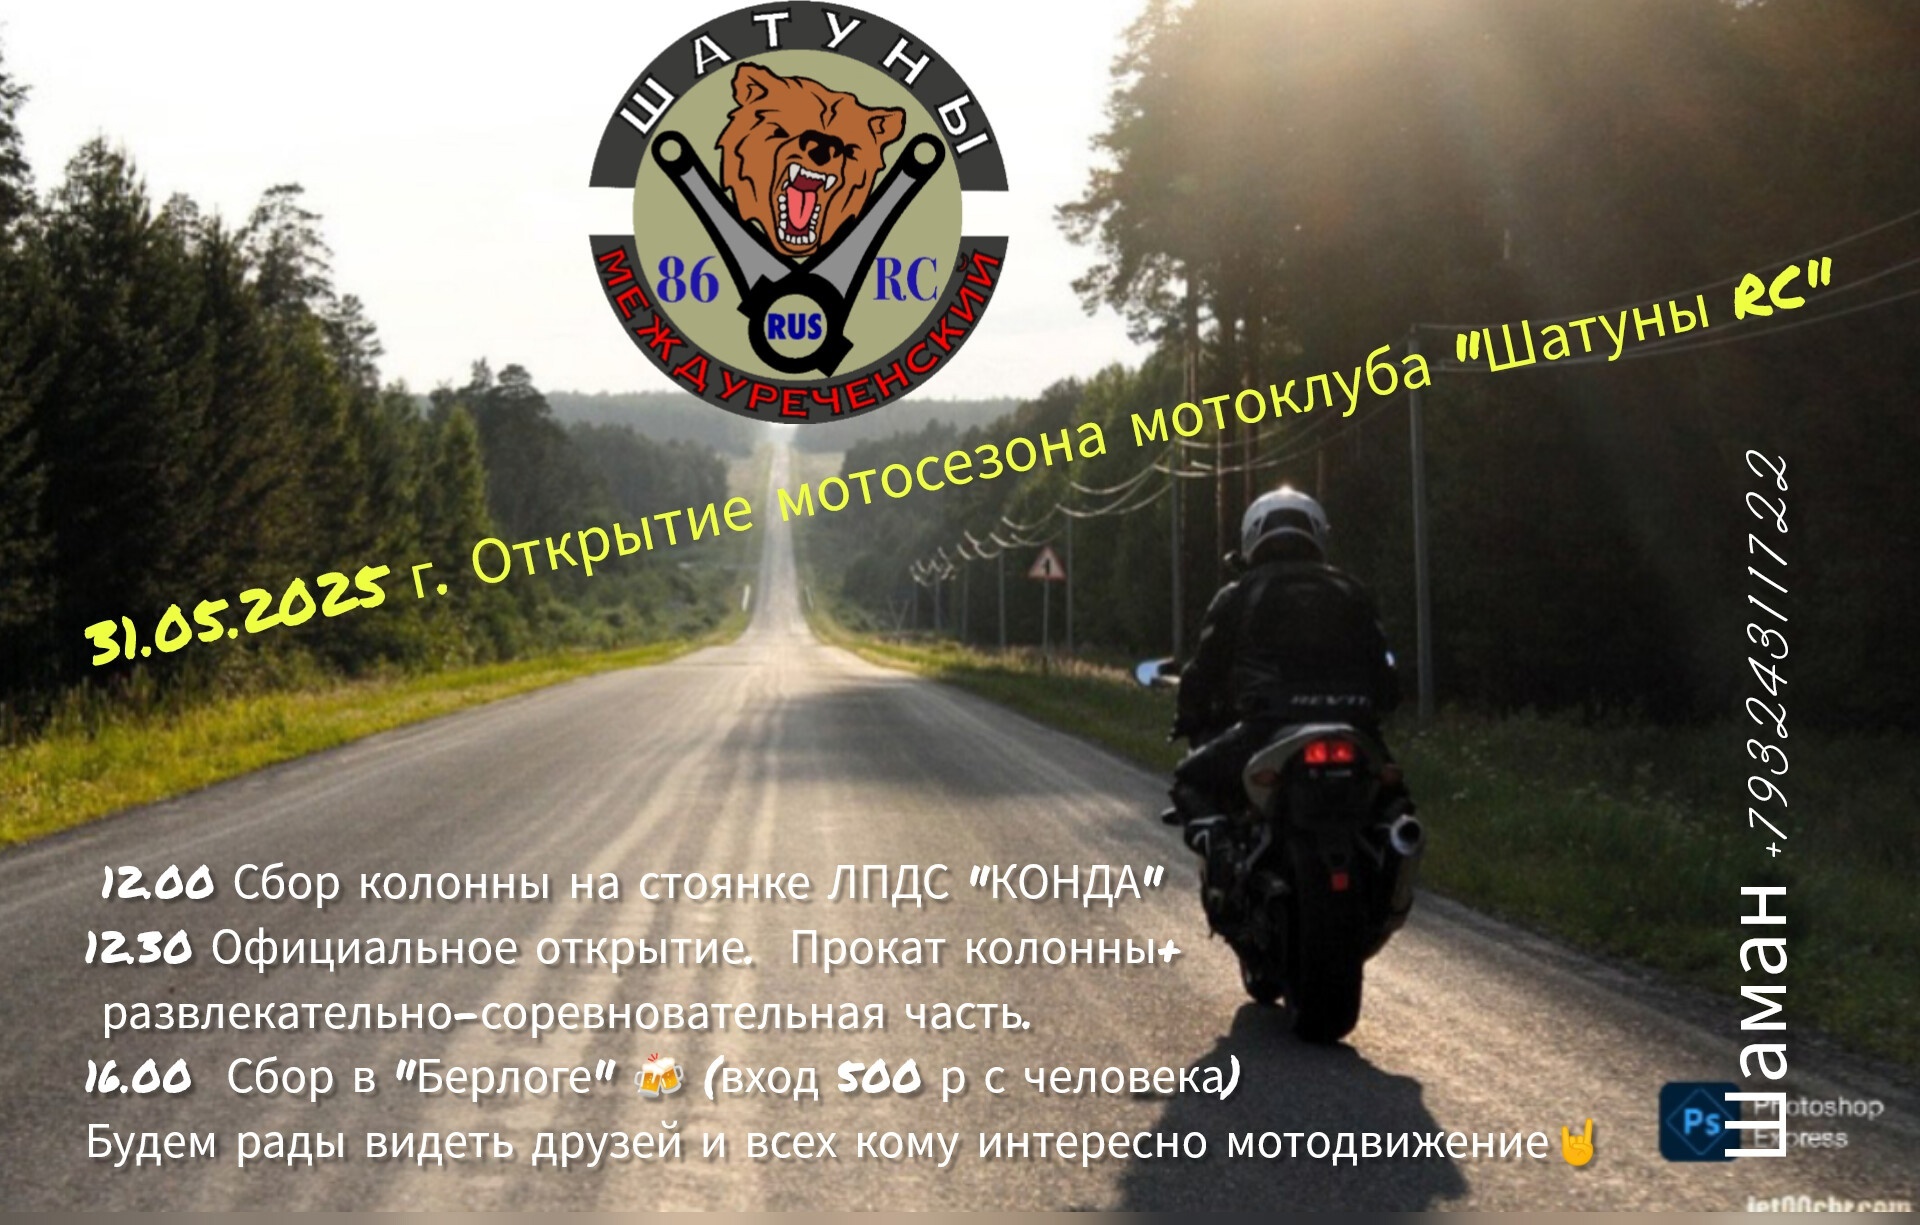 ШАТУНЫ
86 RC
RUS
МЕЖДУРЕЧЕНСКИЙ
31.05.2025 г. Открытие мотосезона мотоклуба "Шатуны RC"
12.00 Сбор колонны на стоянке ЛПДС "КОНДА"
12.30 Официальное открытие. Прокат колонны+
развлекательно-соревновательная часть.
16.00 Сбор в "Берлоге" 🍻 (вход 500 р с человека)
Будем рады видеть друзей и всех кому интересно мотодвижение🤘
Шаман +79324311722
REV'IT
Ps Photoshop
Express